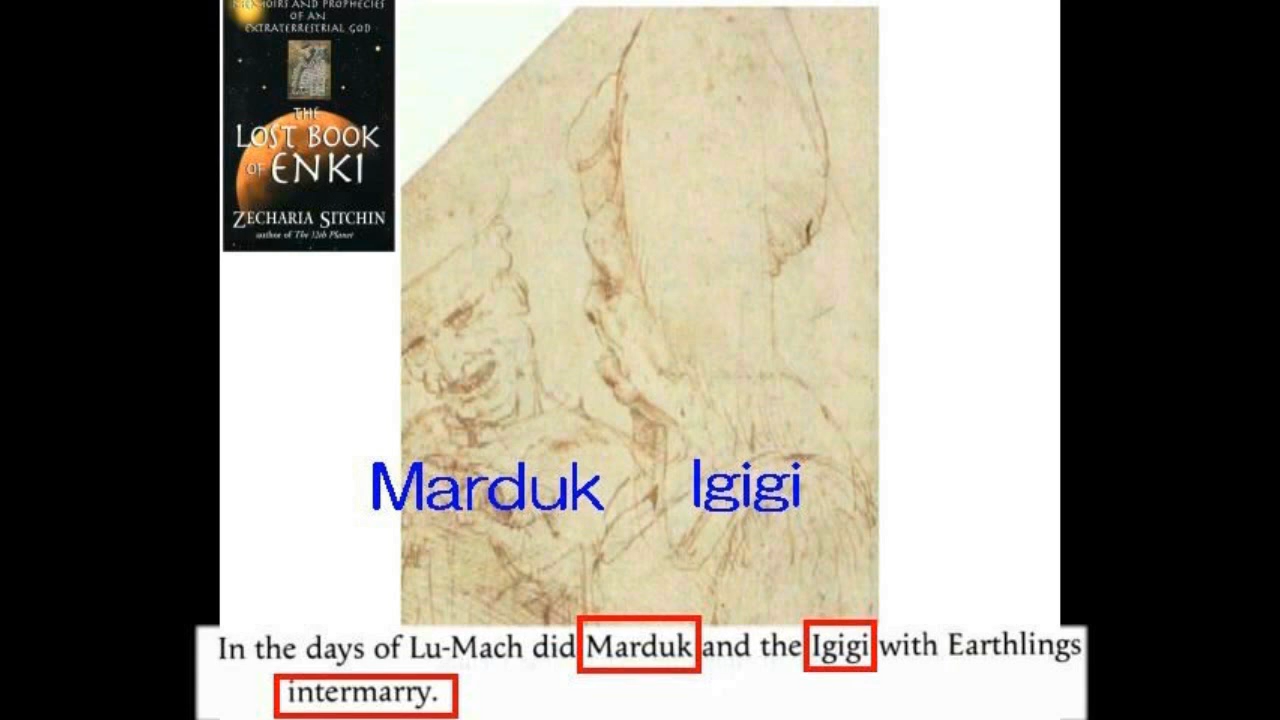 MEMOIRS AND PROPHECIES
OF AN
EXTRATERRESTRIAL GOD
THE
LOST BOOK
OF ENKI
ZECHARIA SITCHIN
author of The 12th Planet
Marduk Igigi
In the days of Lu-Mach did Marduk and the Igigi with Earthlings
intermarry.